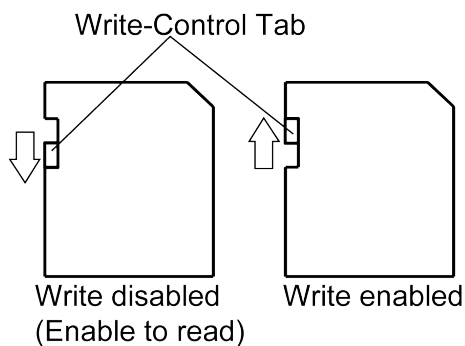 Write-Control Tab
Write disabled
(Enable to read)
Write enabled